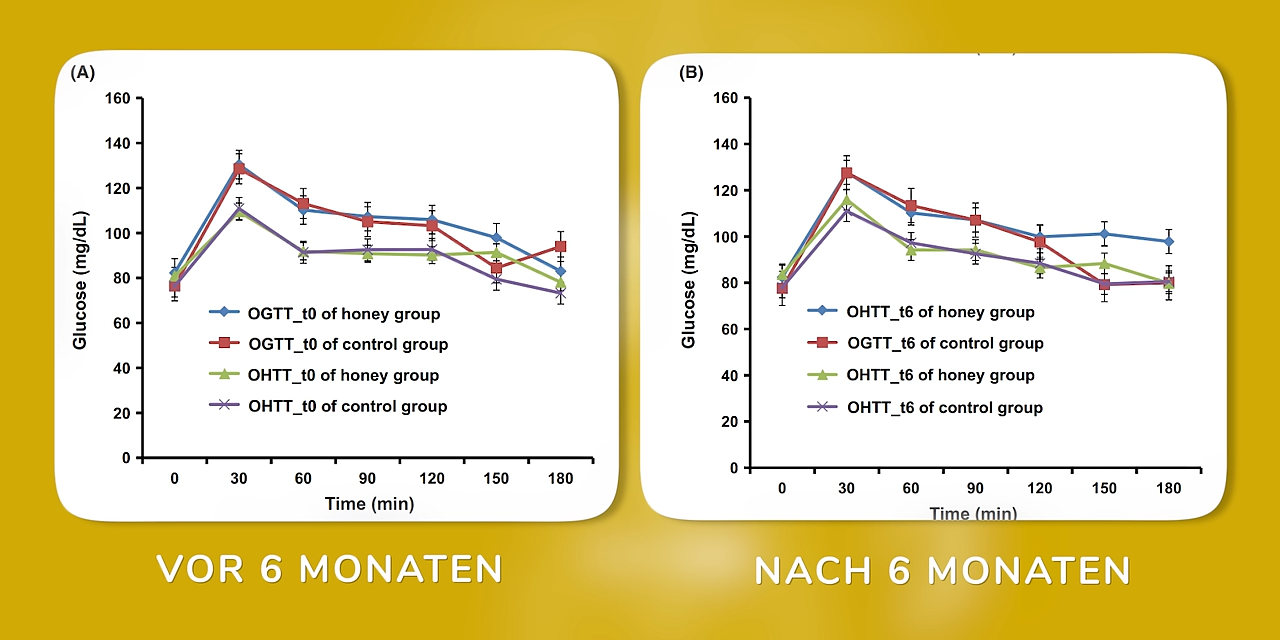 (A)
160
140
120
100
80
60
40
20
0
Glucose (mg/dL)
OGTT_t0 of honey group
OGTT_t0 of control group
OHTT_t0 of honey group
OHTT_t0 of control group
0 30 60 90 120 150 180
Time (min)
VOR 6 MONATEN
(B)
160
140
120
100
80
60
40
20
0
Glucose (mg/dL)
OHTT_t6 of honey group
OGTT_t6 of control group
OHTT_t6 of honey group
OHTT_t6 of control group
0 30 60 90 120 150 180
Time (min)
NACH 6 MONATEN